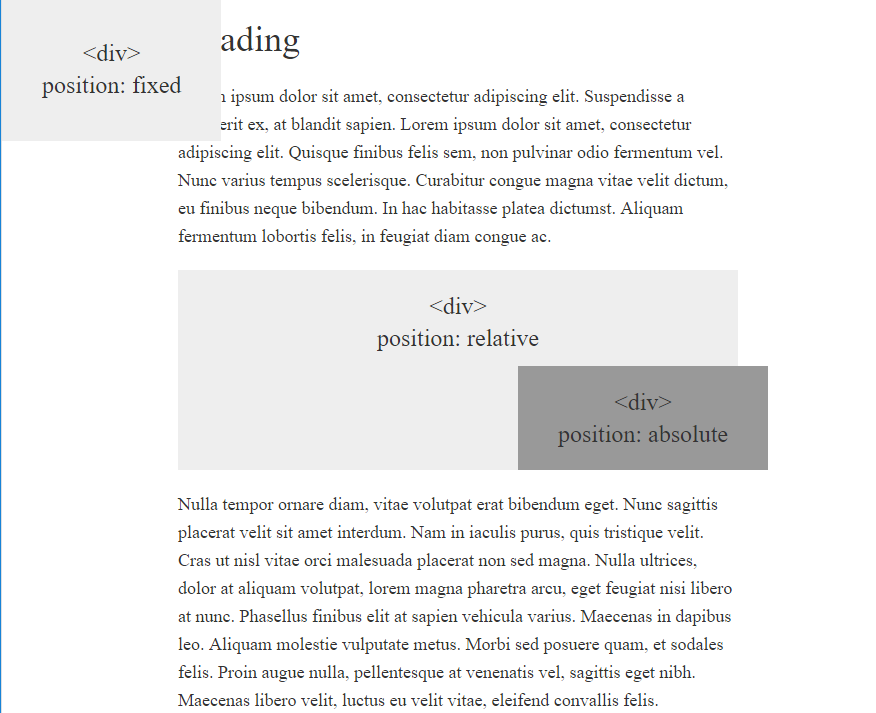 <div>
position: fixed
ading
ipsum dolor sit amet, consectetur adipiscing elit. Suspendisse a
erit ex, at blandit sapien. Lorem ipsum dolor sit amet, consectetur
adipiscing elit. Quisque finibus felis sem, non pulvinar odio fermentum vel.
Nunc varius tempus scelerisque. Curabitur congue magna vitae velit dictum,
eu finibus neque bibendum. In hac habitasse platea dictumst. Aliquam
fermentum lobortis felis, in feugiat diam congue ac.
<div>
position: relative
<div>
position: absolute
Nulla tempor ornare diam, vitae volutpat erat bibendum eget. Nunc sagittis
placerat velit sit amet interdum. Nam in iaculis purus, quis tristique velit.
Cras ut nisl vitae orci malesuada placerat non sed magna. Nulla ultrices,
dolor at aliquam volutpat, lorem magna pharetra arcu, eget feugiat nisi libero
at nunc. Phasellus finibus elit at sapien vehicula varius. Maecenas in dapibus
leo. Aliquam molestie vulputate metus. Morbi sed posuere quam, et sodales
felis. Proin augue nulla, pellentesque at venenatis vel, sagittis eget nibh.
Maecenas libero velit, luctus eu velit vitae, eleifend convallis felis.